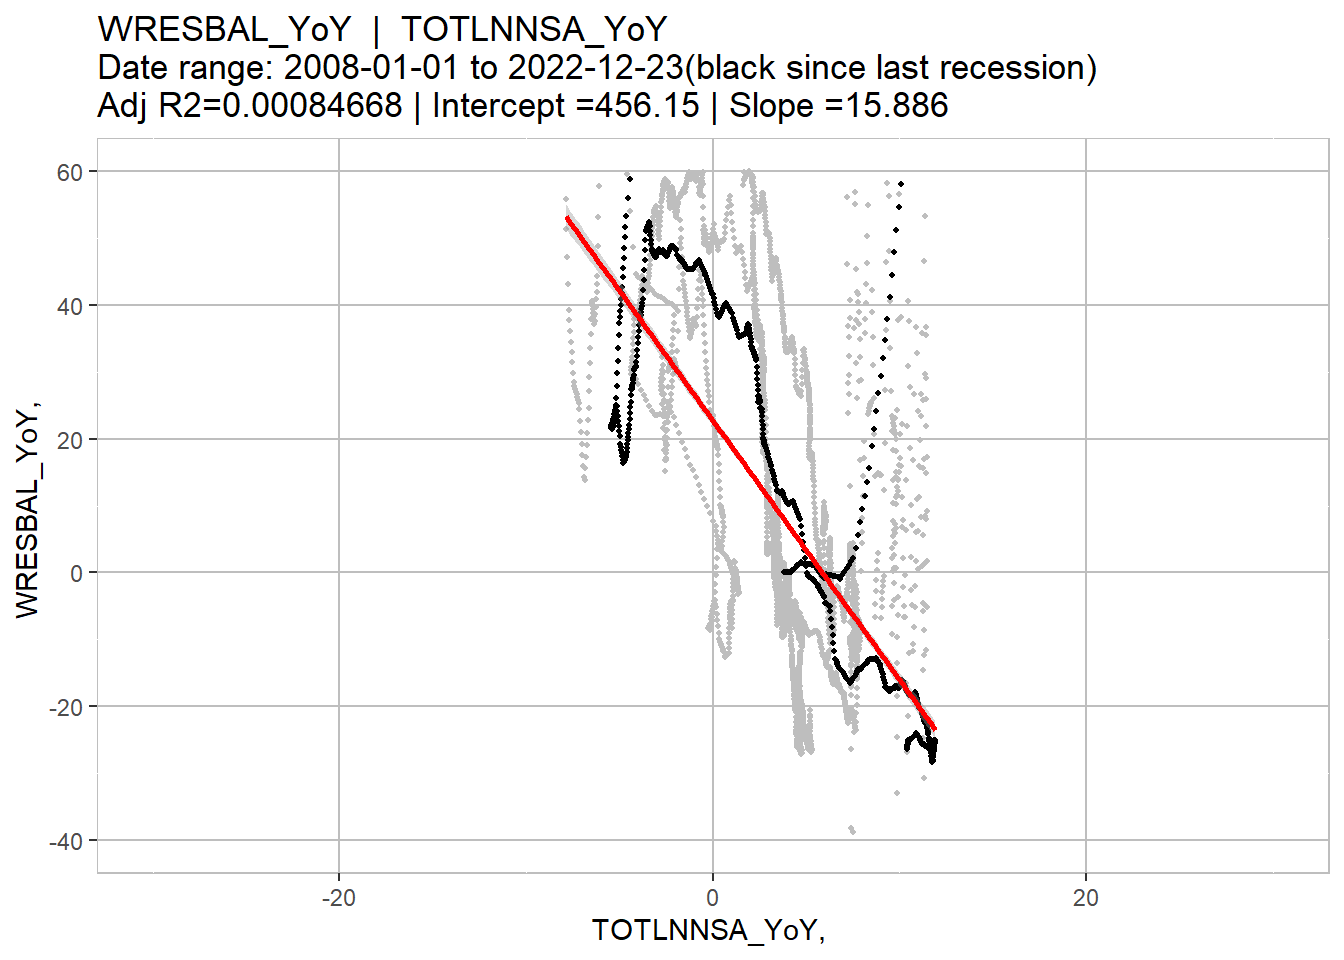 WRESBAL_YoY | TOTLNNSA_YoY
Date range: 2008-01-01 to 2022-12-23(black since last recession)
Adj R2=0.00084668 | Intercept =456.15 | Slope =15.886
60
40
20
0
-20
-40
WRESBAL_YoY,
-20
0
20
TOTLNNSA_YoY,